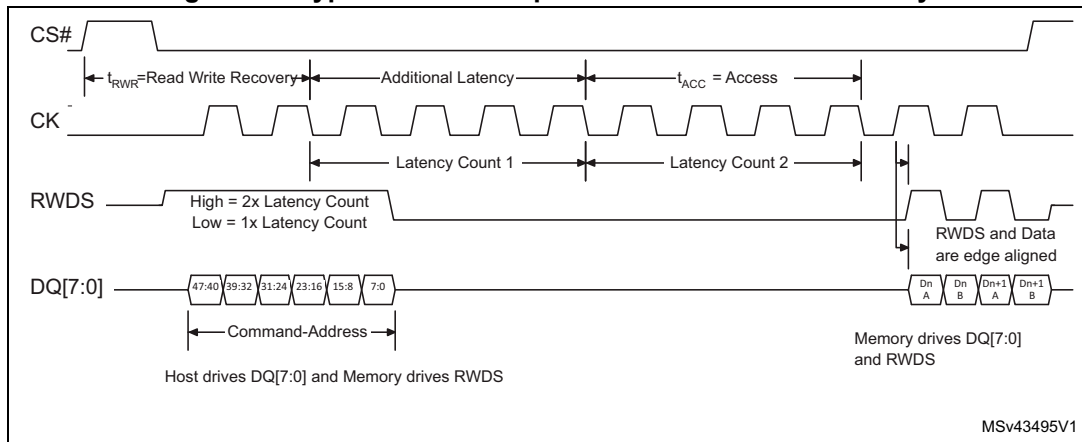 CS#
tRWR=Read Write Recovery
Additional Latency
tACC = Access
CK
Latency Count 1
Latency Count 2
RWDS
High = 2x Latency Count
Low = 1x Latency Count
RWDS and Data
are edge aligned
DQ[7:0]
47:40 39:32 31:24 23:16 15:8 7:0
Dn Dn Dn+1 Dn+1
A B A B
Command-Address
Memory drives DQ[7:0]
and RWDS
Host drives DQ[7:0] and Memory drives RWDS
MSv43495V1